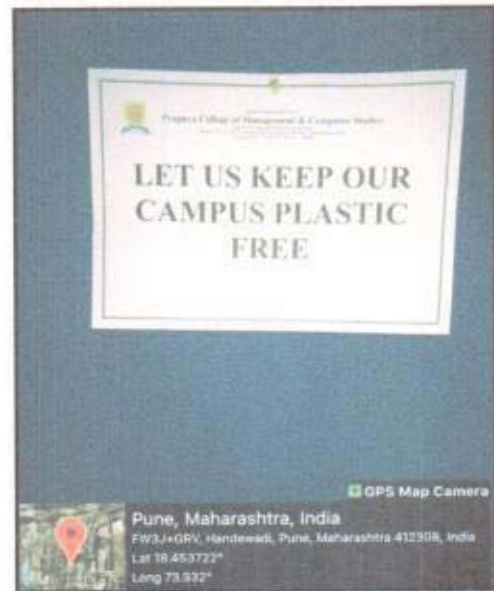 College of Management & Computer Studies
LET US KEEP OUR
CAMPUS PLASTIC
FREE
GPS Map Camera
Pune, Maharashtra, India
FW3J+GRV, Handewadi, Pune, Maharashtra 412308, India
Lat 18.453722°
Long 73.932°